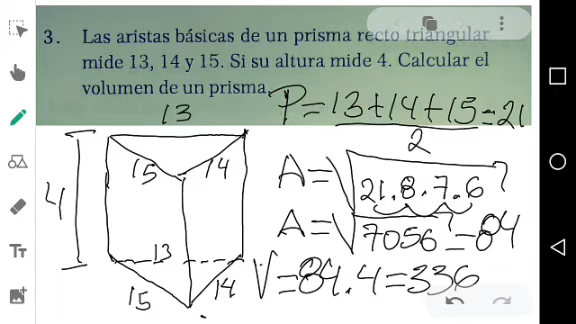 3. Las aristas básicas de un prisma recto triangular
mide 13, 14 y 15. Si su altura mide 4. Calcular el
volumen de un prisma.
P=13+14+15=21
2
13
15 14
4
13
15 14
A=√21.8.7.6
A=√7056=84
V=84.4=336
Tt